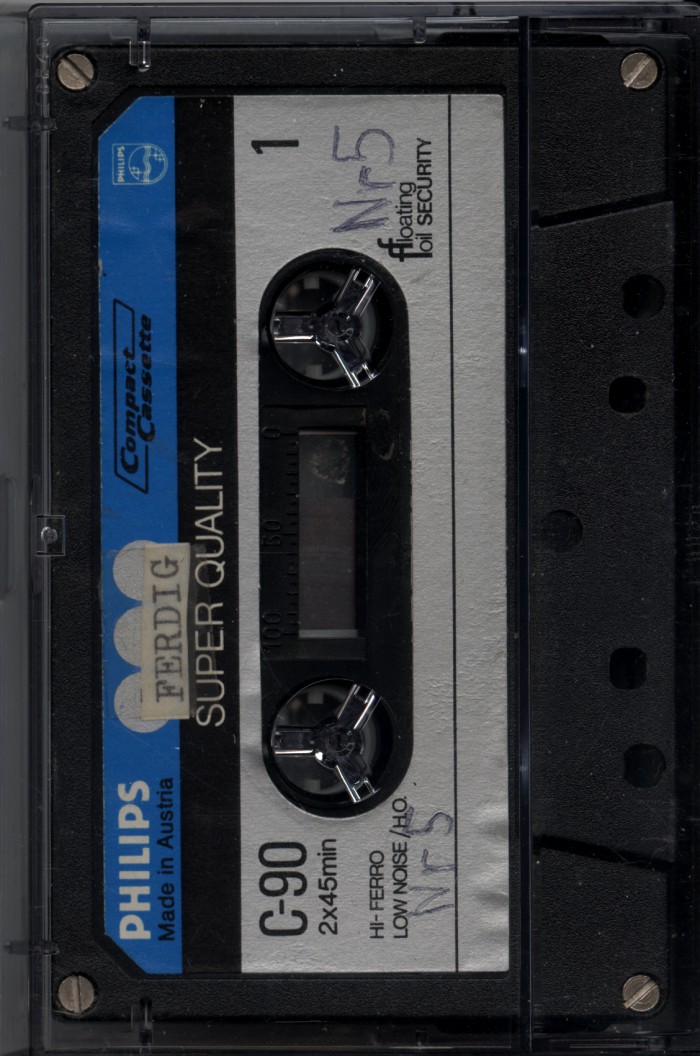 PHILIPS
Made in Austria
FERDIG
Compact
Cassette
PHILIPS
SUPER QUALITY
C-90
2x45min
1
100 50 0
HI-FERRO
LOW NOISE/H.O.
Nr 5
Nr 5
floating
foil SECURITY